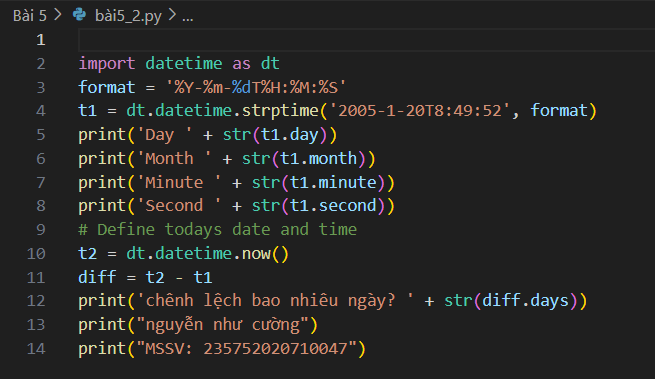 Bài 5 > bài5_2.py > ...
1
2 import datetime as dt
3 format = '%Y-%m-%dT%H:%M:%S'
4 t1 = dt.datetime.strptime('2005-1-20T8:49:52', format)
5 print('Day ' + str(t1.day))
6 print('Month ' + str(t1.month))
7 print('Minute ' + str(t1.minute))
8 print('Second ' + str(t1.second))
9 # Define todays date and time
10 t2 = dt.datetime.now()
11 diff = t2 - t1
12 print('chênh lệch bao nhiêu ngày? ' + str(diff.days))
13 print("nguyễn như cường")
14 print("MSSV: 235752020710047")